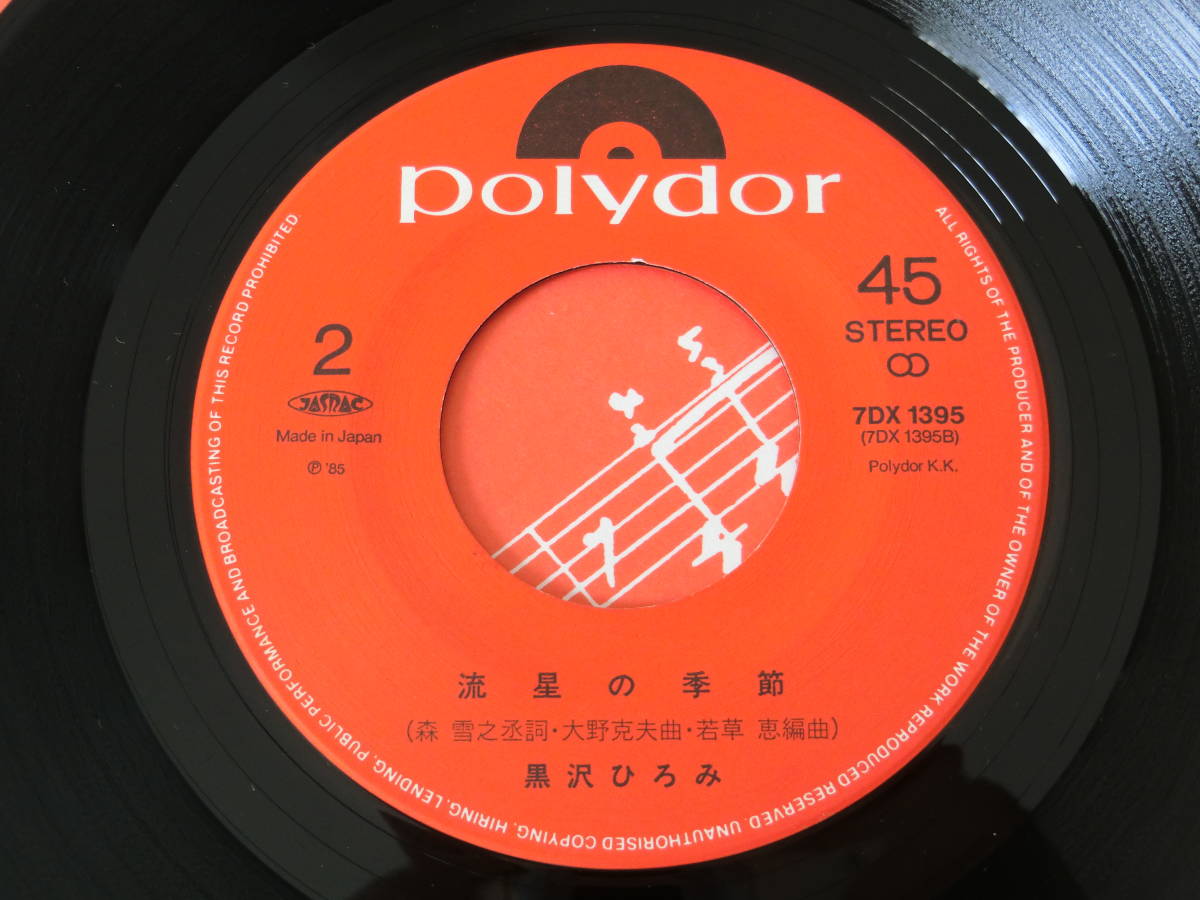 polydor
2
JASRAC
Made in Japan
℗ '85
45
STEREO
7DX 1395
(7DX 1395B)
Polydor K.K.
流星の季節
(森 雪之丞詞・大野克夫曲・若草 恵編曲)
黒沢ひろみ
ALL RIGHTS OF THE PRODUCER AND OF THE OWNER OF THE WORK REPRODUCED RESERVED. UNAUTHORISED COPYING, HIRING, LENDING, PUBLIC PERFORMANCE AND BROADCASTING OF THIS RECORD PROHIBITED.